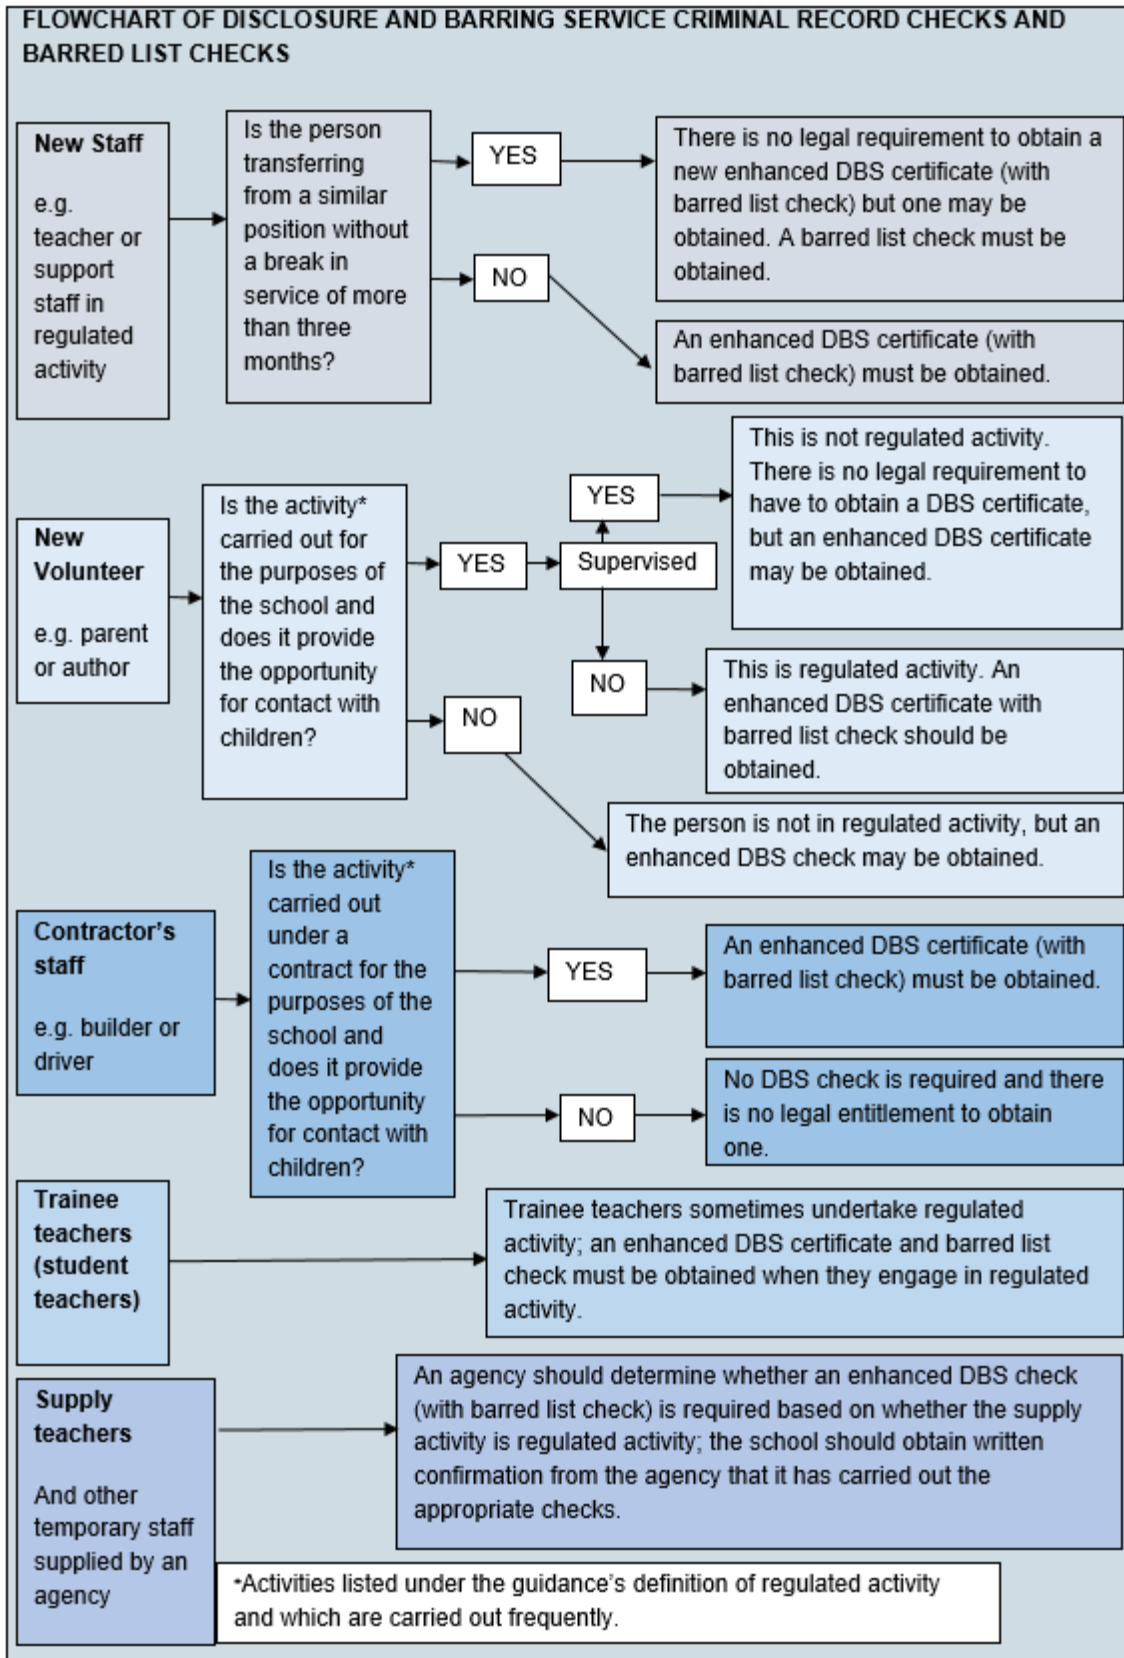 FLOWCHART OF DISCLOSURE AND BARRING SERVICE CRIMINAL RECORD CHECKS AND
BARRED LIST CHECKS
New Staff
e.g.
teacher or
support
staff in
regulated
activity
Is the person
transferring
from a similar
position without
a break in
service of more
than three
months?
YES
There is no legal requirement to obtain a
new enhanced DBS certificate (with
barred list check) but one may be
obtained. A barred list check must be
obtained.
NO
An enhanced DBS certificate (with
barred list check) must be obtained.
New
Volunteer
e.g. parent
or author
Is the activity*
carried out for
the purposes of
the school and
does it provide
the opportunity
for contact with
children?
YES
Supervised
YES
This is not regulated activity.
There is no legal requirement to
have to obtain a DBS certificate,
but an enhanced DBS certificate
may be obtained.
NO
This is regulated activity. An
enhanced DBS certificate with
barred list check should be
obtained.
NO
The person is not in regulated activity, but an
enhanced DBS check may be obtained.
Contractor's
staff
e.g. builder or
driver
Is the activity*
carried out
under a
contract for the
purposes of the
school and
does it provide
the opportunity
for contact with
children?
YES
An enhanced DBS certificate (with
barred list check) must be obtained.
NO
No DBS check is required and there
is no legal entitlement to obtain
one.
Trainee
teachers
(student
teachers)
Trainee teachers sometimes undertake regulated
activity; an enhanced DBS certificate and barred list
check must be obtained when they engage in regulated
activity.
Supply
teachers
And other
temporary staff
supplied by an
agency
An agency should determine whether an enhanced DBS check
(with barred list check) is required based on whether the supply
activity is regulated activity; the school should obtain written
confirmation from the agency that it has carried out the
appropriate checks.
*Activities listed under the guidance's definition of regulated activity
and which are carried out frequently.